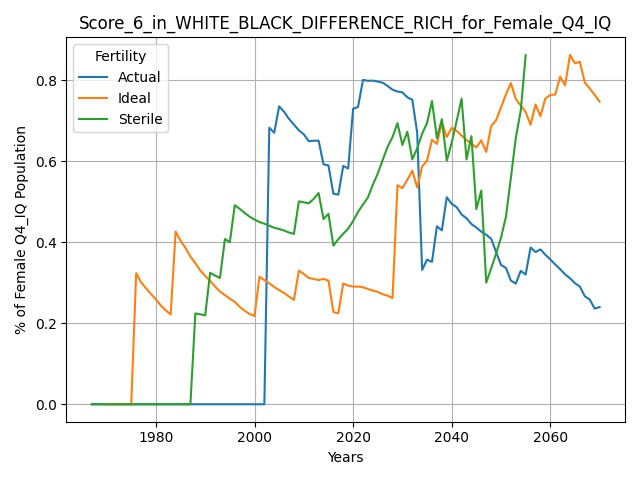 Score_6_in_WHITE_BLACK_DIFFERENCE_RICH_for_Female_Q4_IQ
Fertility
Actual
Ideal
Sterile
% of Female Q4_IQ Population
0.8
0.6
0.4
0.2
0.0
1980 2000 2020 2040 2060
Years